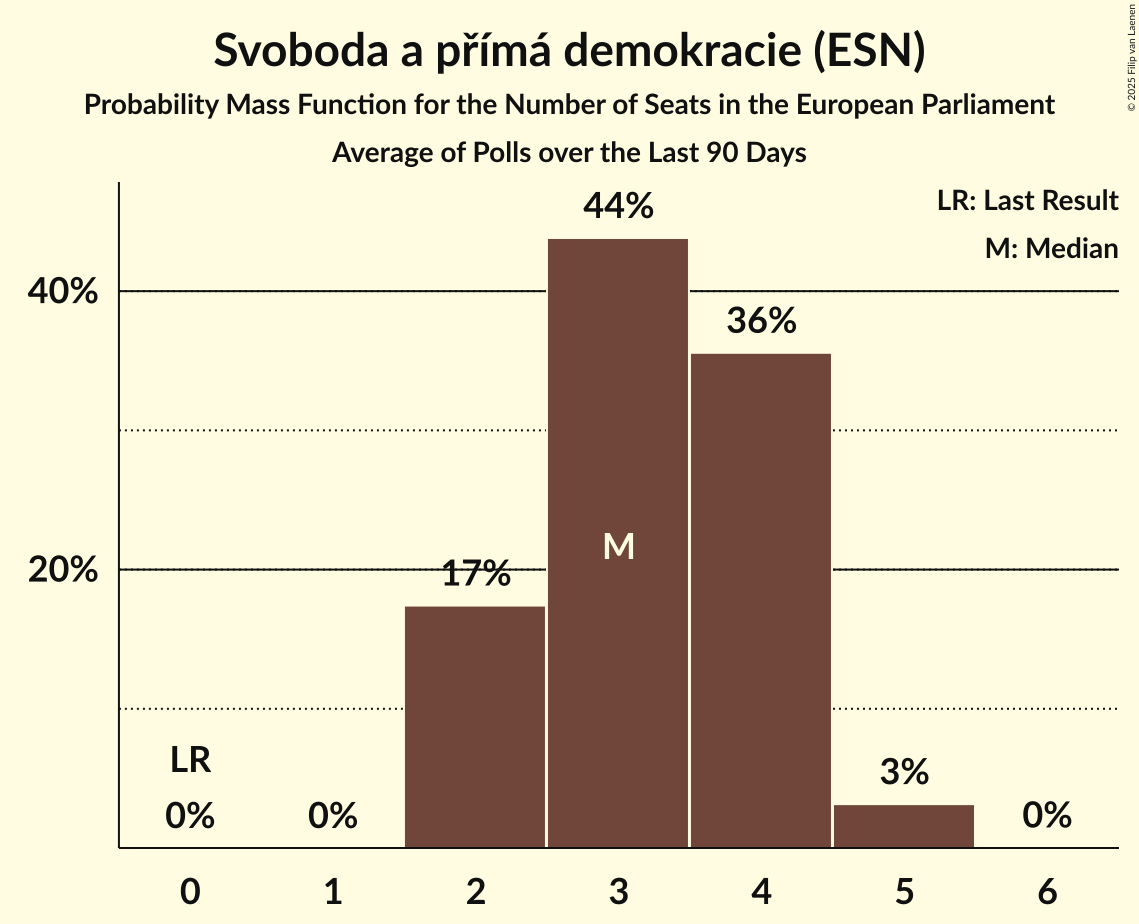 Svoboda a přímá demokracie (ESN)
Probability Mass Function for the Number of Seats in the European Parliament
Average of Polls over the Last 90 Days
© 2025 Filip van Laenen
LR: Last Result
M: Median
44%
40%
36%
M
20%
17%
LR
3%
0%
0%
0%
0 1 2 3 4 5 6